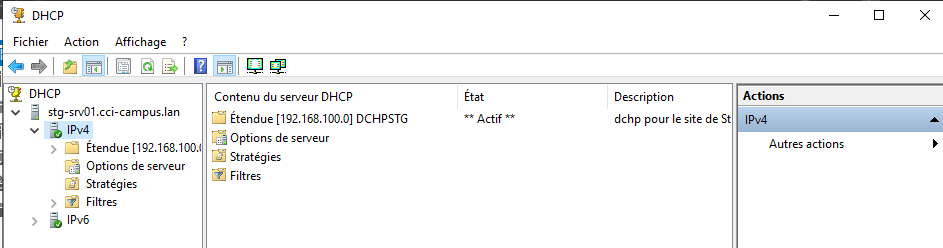 DHCP
Fichier Action Affichage ?
DHCP
stg-srv01.cci-campus.lan
IPv4
Étendue [192.168.100.(
Options de serveur
Stratégies
Filtres
IPv6
Contenu du serveur DHCP État Description
Étendue [192.168.100.0] DCHPSTG ** Actif ** dchp pour le site de St
Options de serveur
Stratégies
Filtres
Actions
IPv4
Autres actions